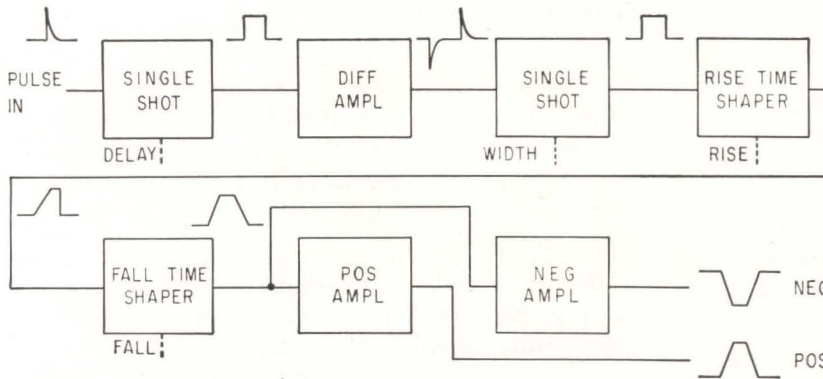 PULSE IN
SINGLE SHOT
DELAY
DIFF AMPL
SINGLE SHOT
WIDTH
RISE TIME SHAPER
RISE
FALL TIME SHAPER
FALL
POS AMPL
NEG AMPL
NEG
POS